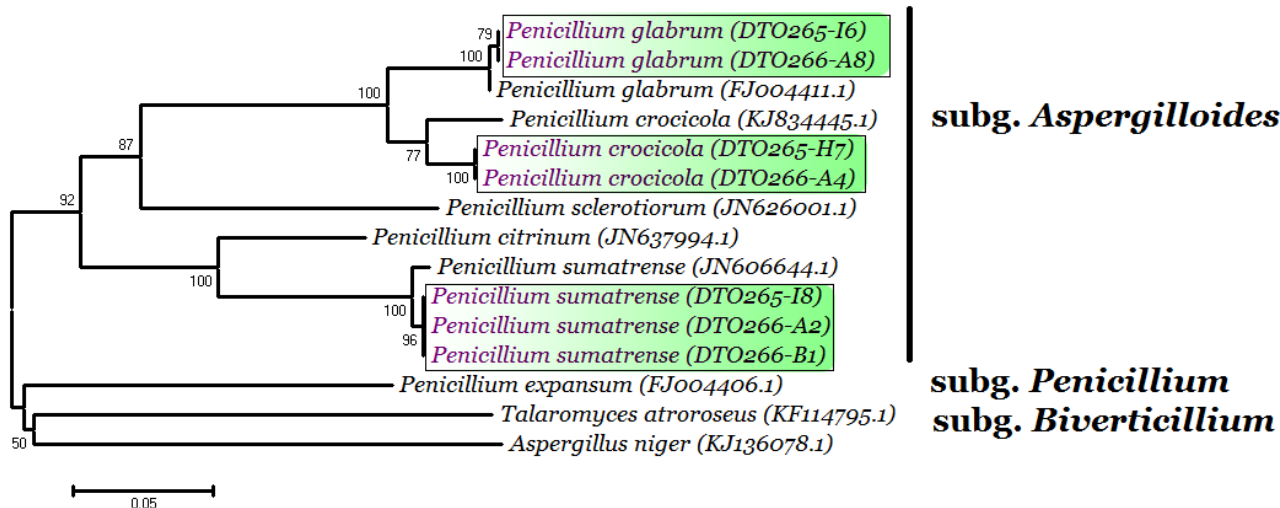 79
Penicillium glabrum (DTO265-I6)
Penicillium glabrum (DTO266-A8)
100
Penicillium glabrum (FJ004411.1)
100
Penicillium crocicola (KJ834445.1)
subg. Aspergilloides
87
77
Penicillium crocicola (DTO265-H7)
100
Penicillium crocicola (DTO266-A4)
92
Penicillium sclerotiorum (JN626001.1)
Penicillium citrinum (JN637994.1)
100
Penicillium sumatrense (JN606644.1)
100
Penicillium sumatrense (DTO265-I8)
Penicillium sumatrense (DTO266-A2)
96
Penicillium sumatrense (DTO266-B1)
Penicillium expansum (FJ004406.1)
subg. Penicillium
Talaromyces atroroseus (KF114795.1)
subg. Biverticillium
50
Aspergillus niger (KJ136078.1)
0.05